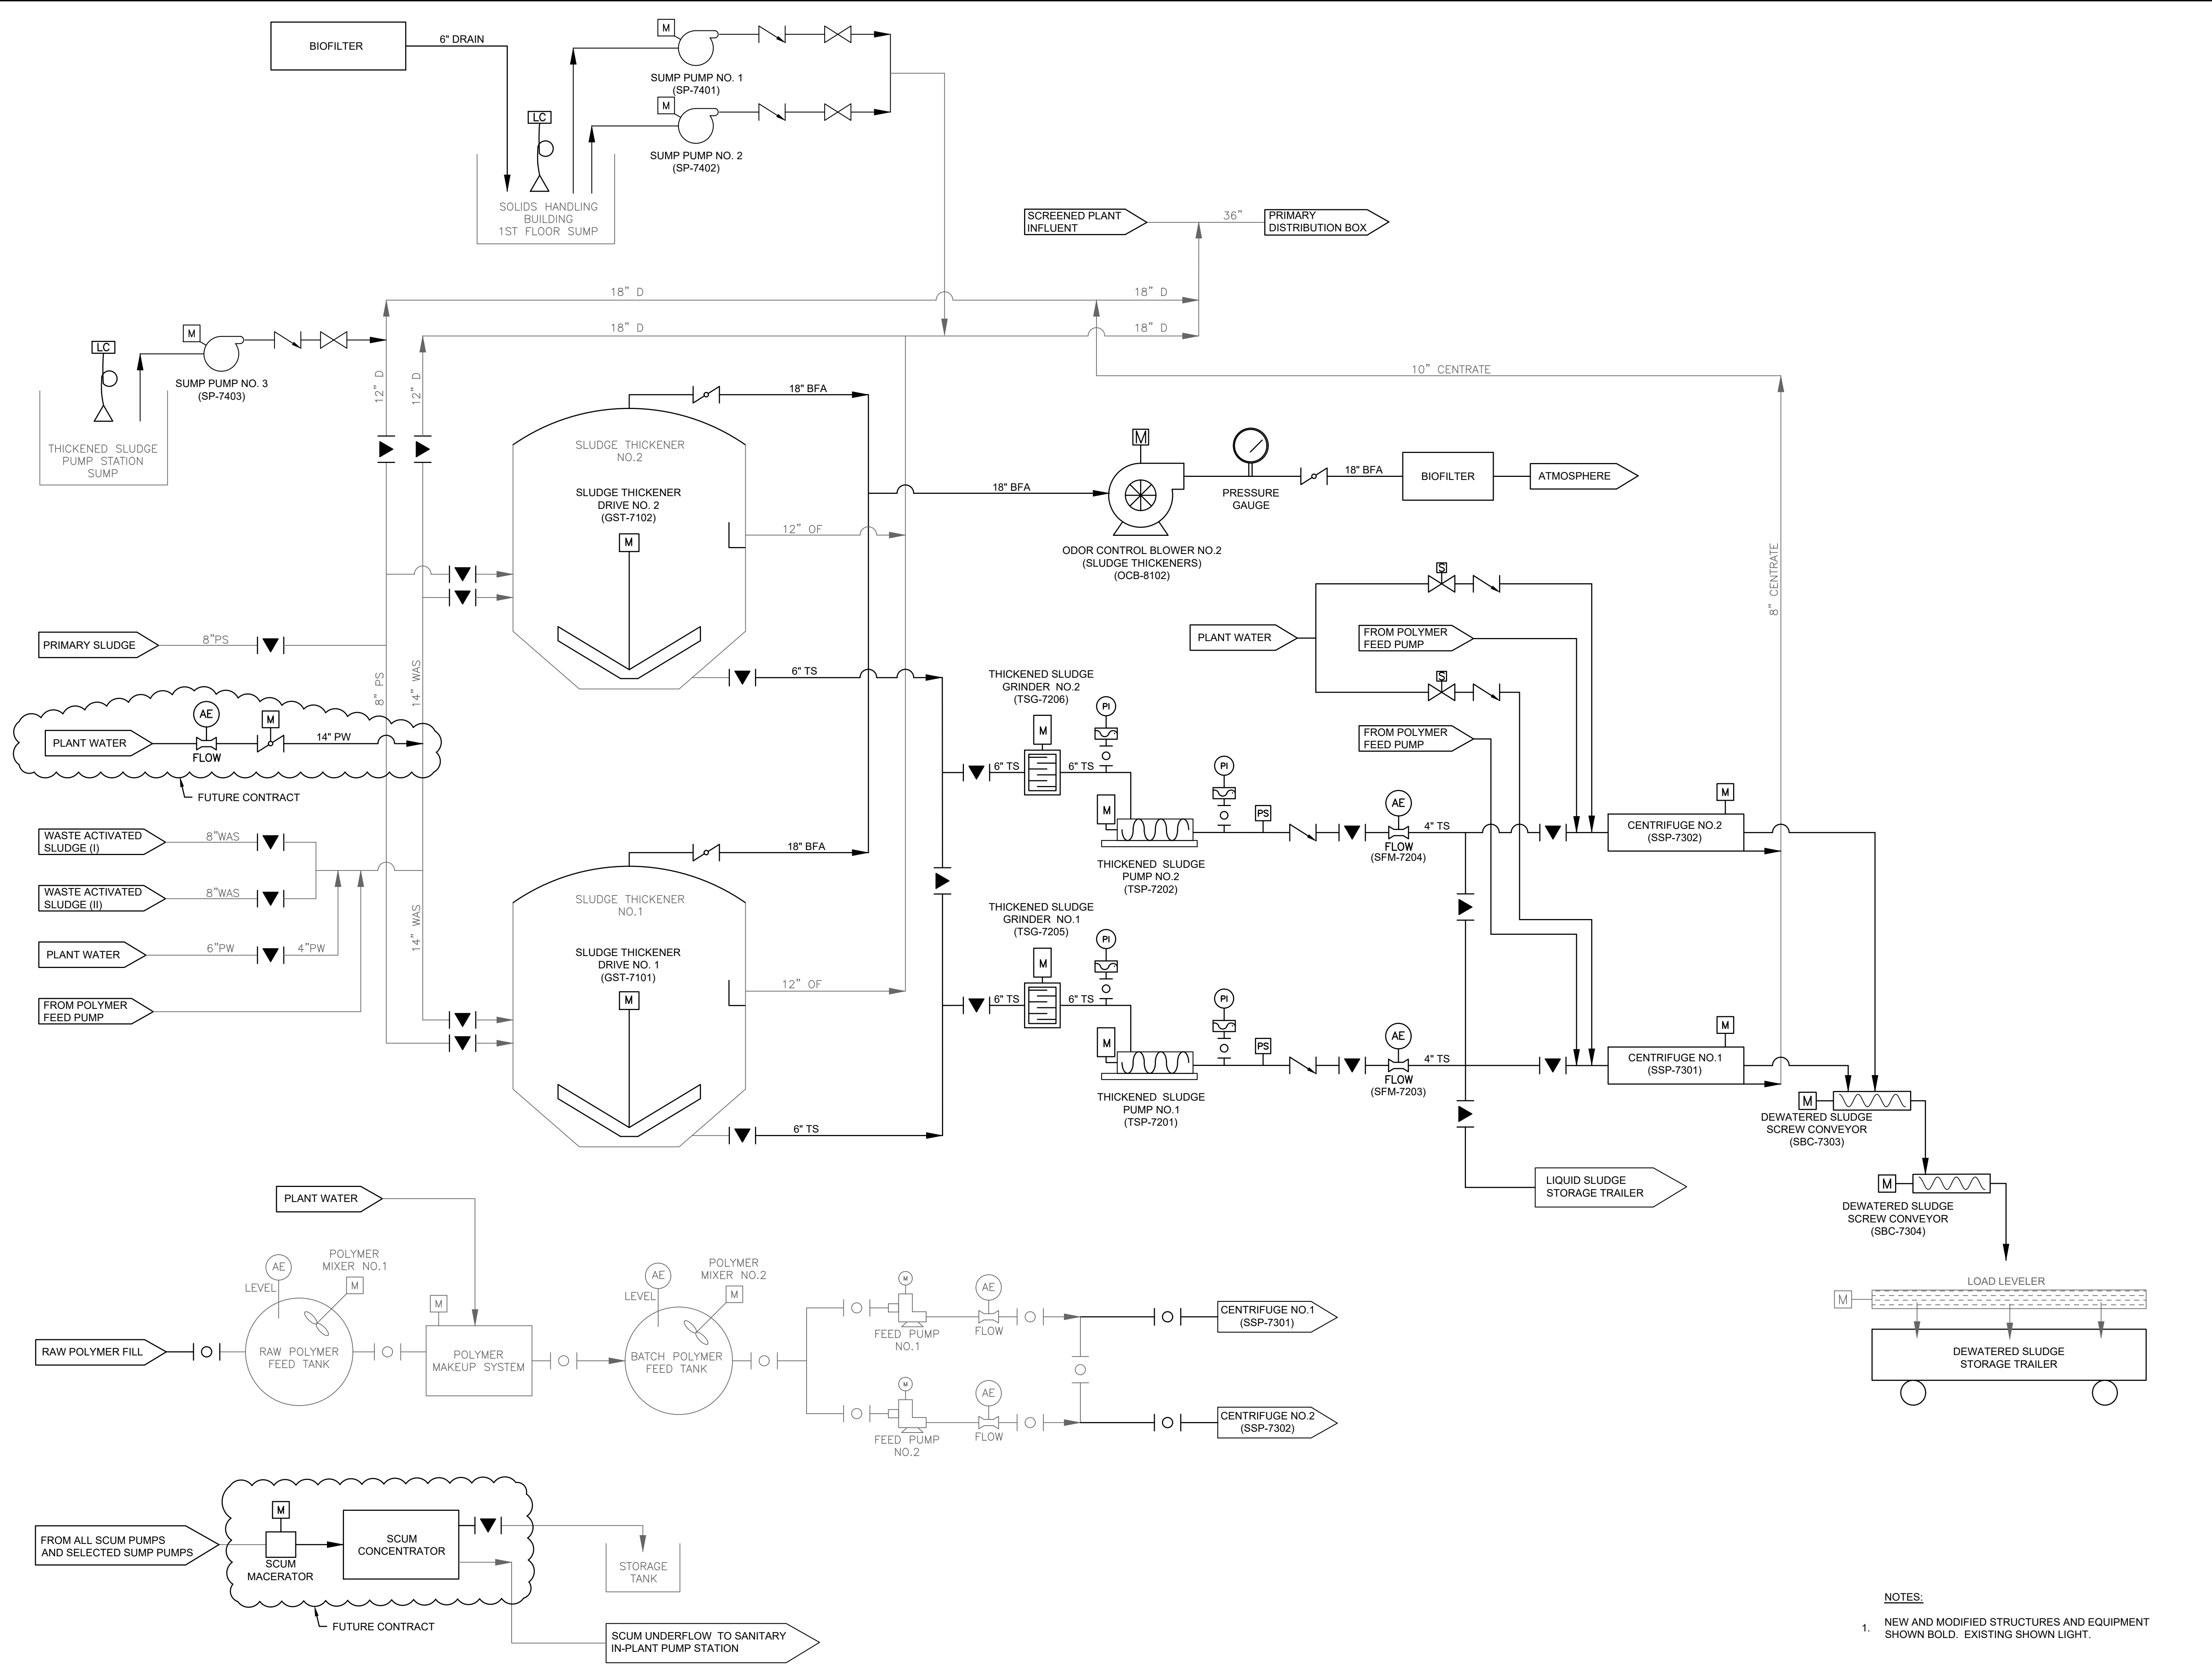 BIOFILTER
6" DRAIN
M
SUMP PUMP NO. 1
(SP-7401)
M
SUMP PUMP NO. 2
(SP-7402)
LC
SOLIDS HANDLING
BUILDING
1ST FLOOR SUMP
SCREENED PLANT
INFLUENT
36"
PRIMARY
DISTRIBUTION BOX
18" D
18" D
18" D
18" D
LC
M
SUMP PUMP NO. 3
(SP-7403)
THICKENED SLUDGE
PUMP STATION
SUMP
12" D
12" D
10" CENTRATE
8" CENTRATE
18" BFA
SLUDGE THICKENER
NO.2
SLUDGE THICKENER
DRIVE NO. 2
(GST-7102)
M
12" OF
18" BFA
M
ODOR CONTROL BLOWER NO.2
(SLUDGE THICKENERS)
(OCB-8102)
PRESSURE
GAUGE
18" BFA
BIOFILTER
ATMOSPHERE
PRIMARY SLUDGE
8"PS
8" PS
14" WAS
6" TS
PLANT WATER
AE
FLOW
M
14" PW
FUTURE CONTRACT
WASTE ACTIVATED
SLUDGE (I)
8"WAS
WASTE ACTIVATED
SLUDGE (II)
8"WAS
PLANT WATER
6"PW
4"PW
FROM POLYMER
FEED PUMP
14" WAS
18" BFA
SLUDGE THICKENER
NO.1
SLUDGE THICKENER
DRIVE NO. 1
(GST-7101)
M
12" OF
6" TS
PLANT WATER
S
FROM POLYMER
FEED PUMP
S
FROM POLYMER
FEED PUMP
THICKENED SLUDGE
GRINDER NO.2
(TSG-7206)
M
6" TS
6" TS
PI
M
THICKENED SLUDGE
PUMP NO.2
(TSP-7202)
PI
PS
AE
FLOW
(SFM-7204)
4" TS
M
CENTRIFUGE NO.2
(SSP-7302)
THICKENED SLUDGE
GRINDER NO.1
(TSG-7205)
M
6" TS
6" TS
PI
M
THICKENED SLUDGE
PUMP NO.1
(TSP-7201)
PI
PS
AE
FLOW
(SFM-7203)
4" TS
M
CENTRIFUGE NO.1
(SSP-7301)
M
DEWATERED SLUDGE
SCREW CONVEYOR
(SBC-7303)
LIQUID SLUDGE
STORAGE TRAILER
M
DEWATERED SLUDGE
SCREW CONVEYOR
(SBC-7304)
LOAD LEVELER
M
DEWATERED SLUDGE
STORAGE TRAILER
PLANT WATER
RAW POLYMER FILL
AE
LEVEL
POLYMER
MIXER NO.1
M
RAW POLYMER
FEED TANK
M
POLYMER
MAKEUP SYSTEM
AE
LEVEL
POLYMER
MIXER NO.2
M
BATCH POLYMER
FEED TANK
M
FEED PUMP
NO.1
AE
FLOW
CENTRIFUGE NO.1
(SSP-7301)
M
FEED PUMP
NO.2
AE
FLOW
CENTRIFUGE NO.2
(SSP-7302)
FROM ALL SCUM PUMPS
AND SELECTED SUMP PUMPS
M
SCUM
MACERATOR
SCUM
CONCENTRATOR
STORAGE
TANK
FUTURE CONTRACT
SCUM UNDERFLOW TO SANITARY
IN-PLANT PUMP STATION
NOTES:
1. NEW AND MODIFIED STRUCTURES AND EQUIPMENT
SHOWN BOLD. EXISTING SHOWN LIGHT.